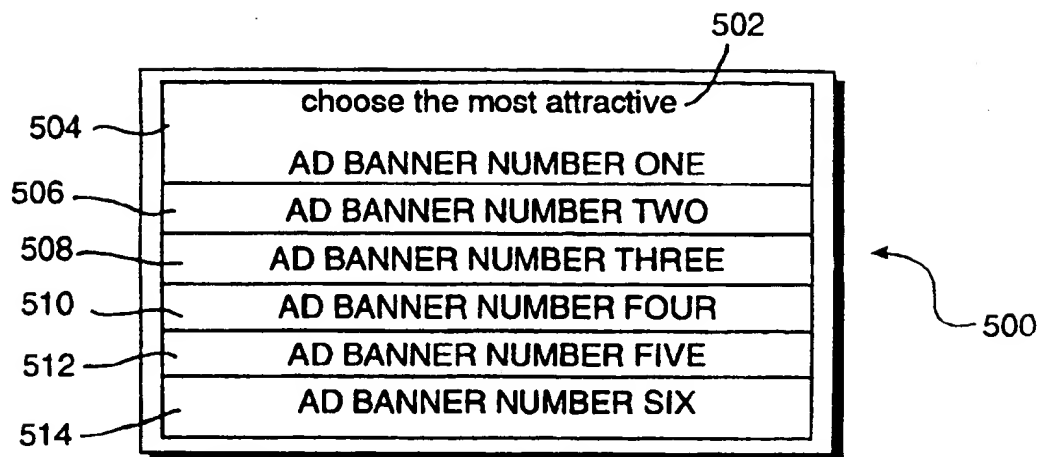 502
choose the most attractive
504
AD BANNER NUMBER ONE
506
AD BANNER NUMBER TWO
508
AD BANNER NUMBER THREE
510
AD BANNER NUMBER FOUR
500
512
AD BANNER NUMBER FIVE
514
AD BANNER NUMBER SIX